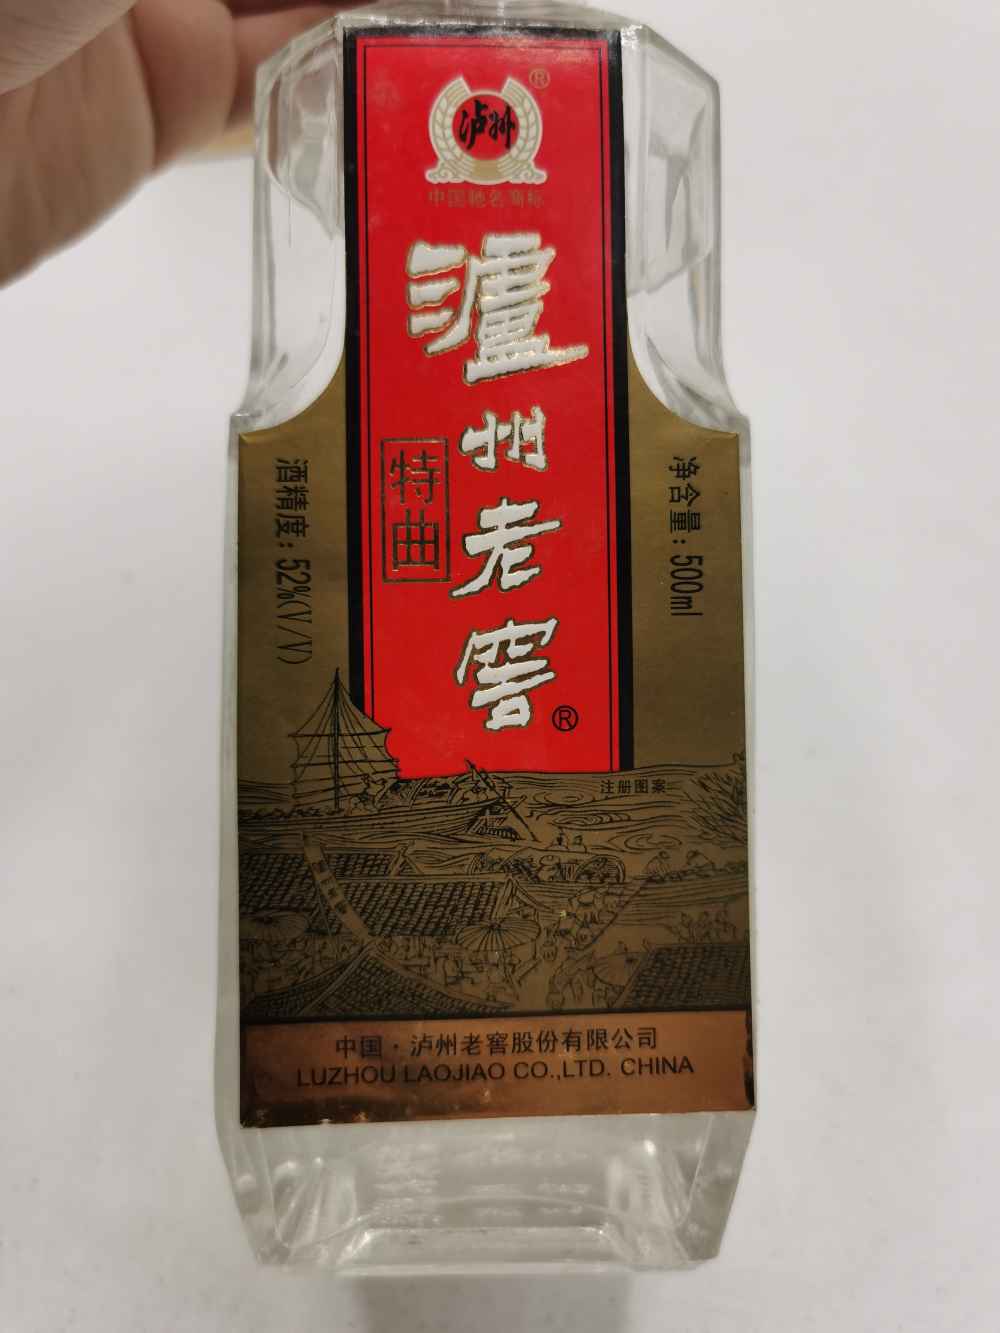 泸州
®
中国驰名商标
瀘州老窖®
特曲
酒精度：52%(V/V)
净含量：500ml
注册图案
中国·泸州老窖股份有限公司
LUZHOU LAOJIAO CO.,LTD. CHINA